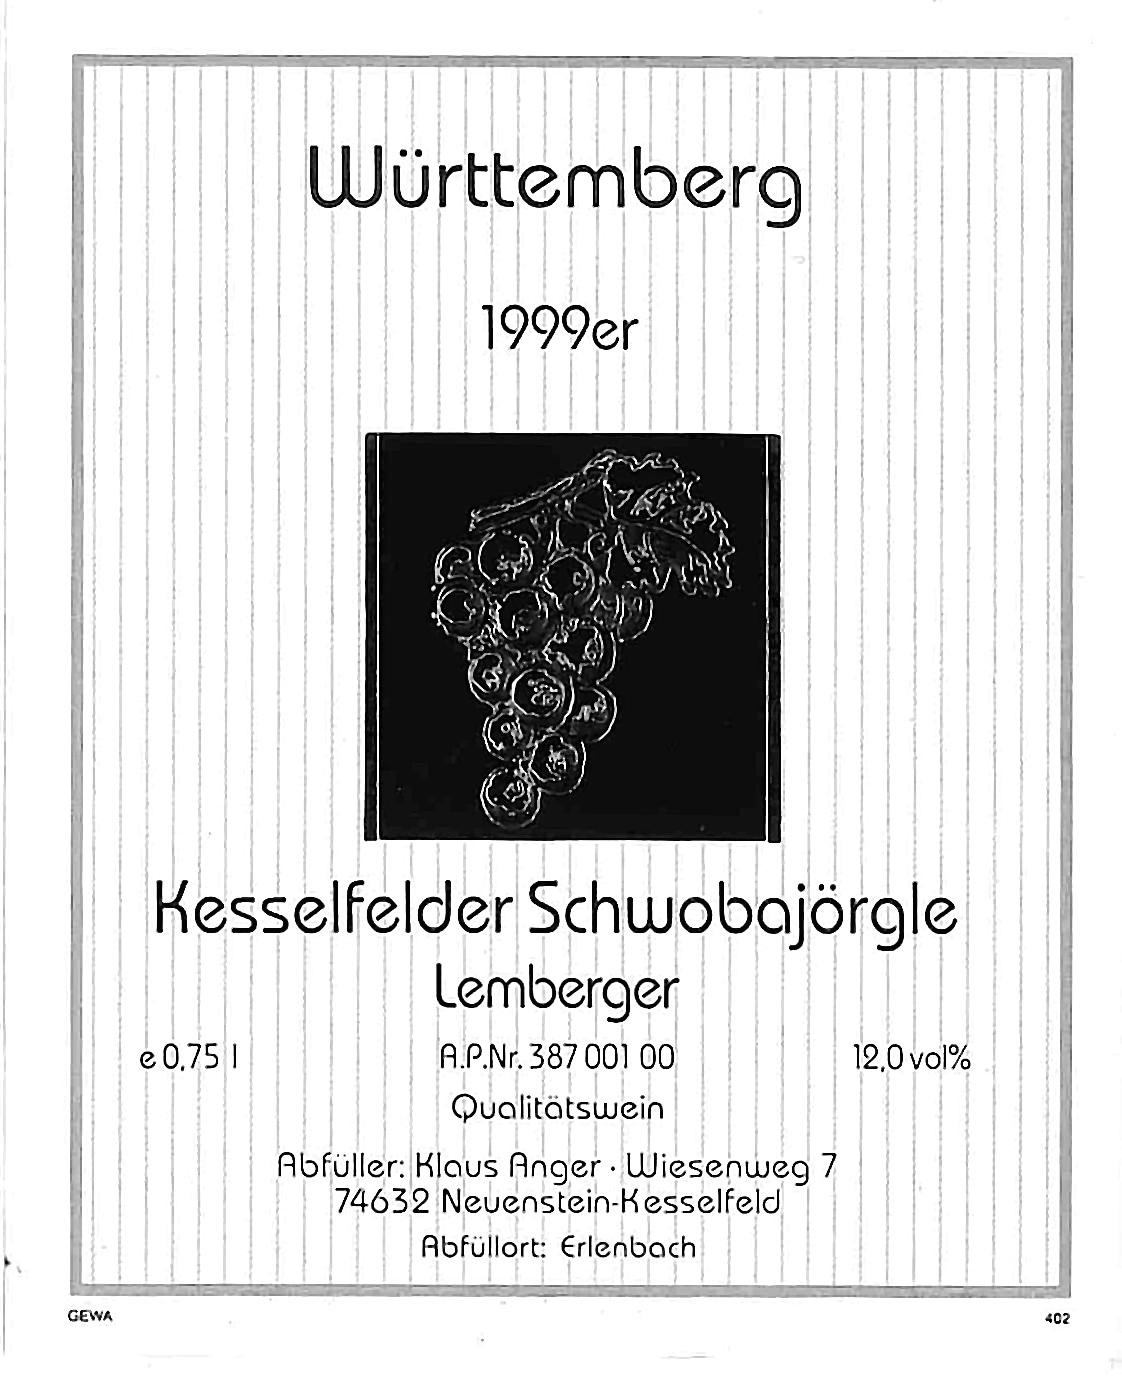 Württemberg
1999er
Kesselfelder Schwobajörgle
Lemberger
e 0,75 l A.P.Nr. 387 001 00 12,0 vol%
Qualitätswein
Abfüller: Klaus Anger · Wiesenweg 7
74632 Neuenstein-Kesselfeld
Abfüllort: Erlenbach
GEWA 402